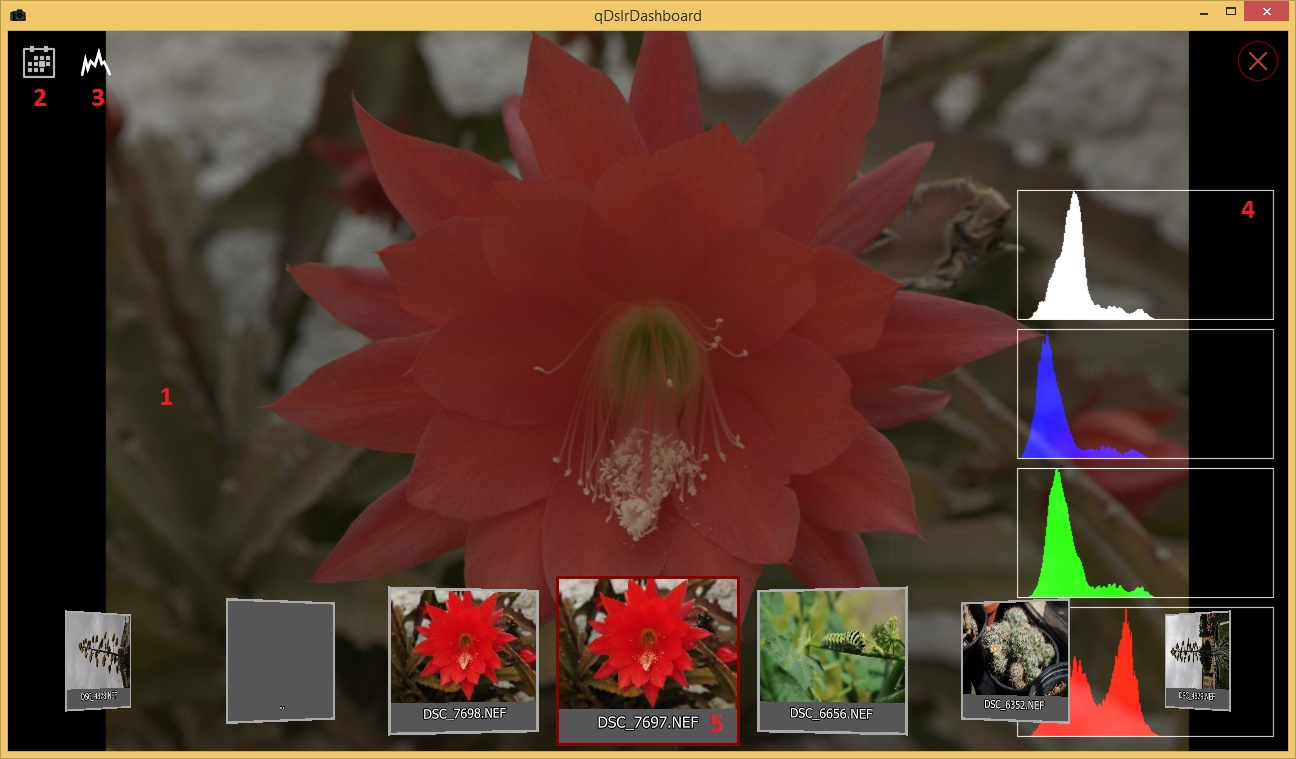 qDslrDashboard
2
3
4
1
DSC_7698.NEF
DSC_7697.NEF
5
DSC_6656.NEF
DSC_6352.NEF
..